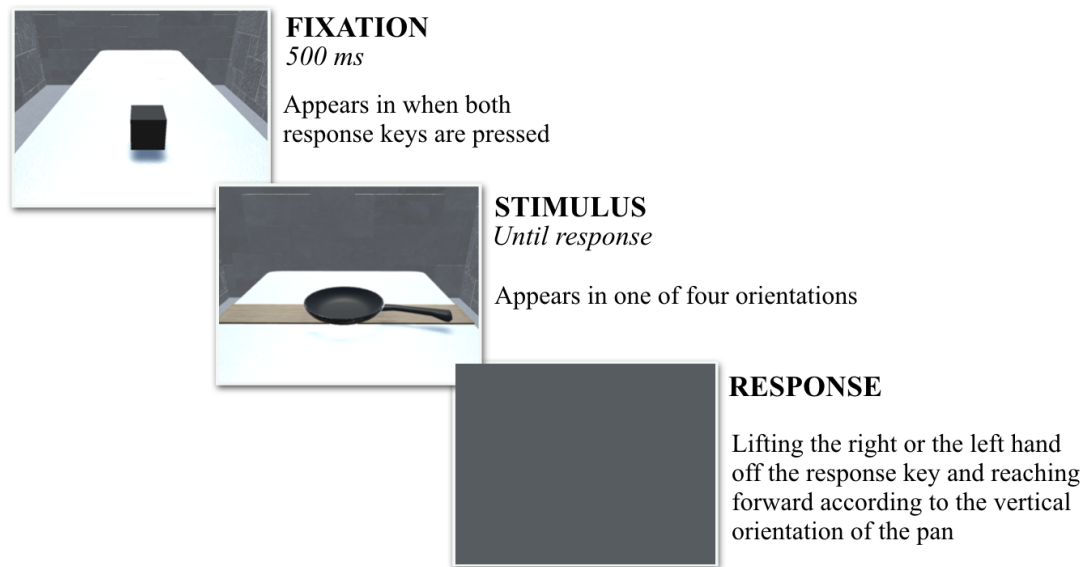 FIXATION
500 ms
Appears in when both
response keys are pressed
STIMULUS
Until response
Appears in one of four orientations
RESPONSE
Lifting the right or the left hand
off the response key and reaching
forward according to the vertical
orientation of the pan